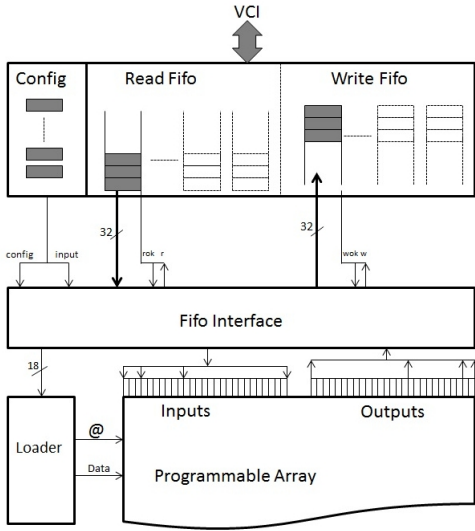 VCI
Config
Read Fifo
Write Fifo
32
32
config
input
rok r
wok w
Fifo Interface
18
Inputs
Outputs
Loader
@
Data
Programmable Array